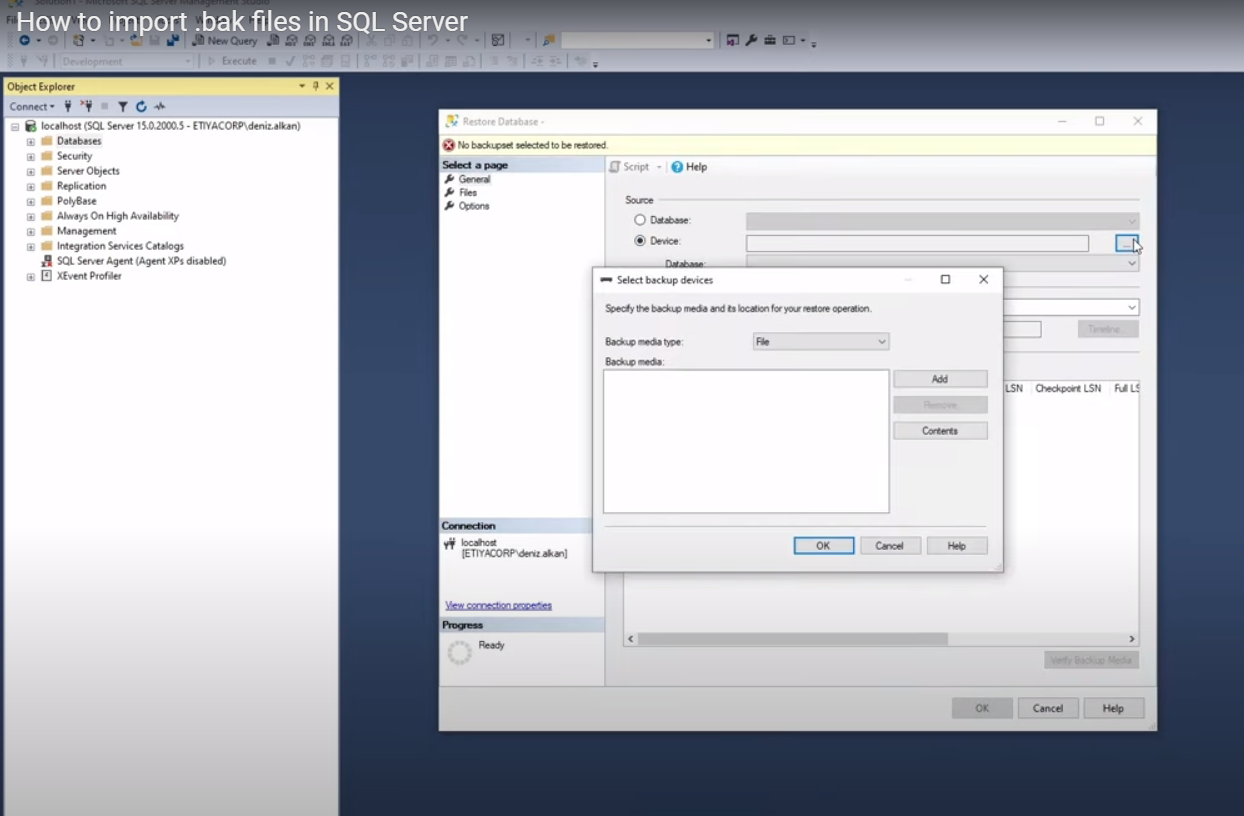 Solution1 - Microsoft SQL Server Management Studio
How to import .bak files in SQL Server
New Query
Development
Execute
Object Explorer
Connect
localhost (SQL Server 15.0.2000.5 - ETIYACORP\deniz.alkan)
Databases
Security
Server Objects
Replication
PolyBase
Always On High Availability
Management
Integration Services Catalogs
SQL Server Agent (Agent XPs disabled)
XEvent Profiler
Restore Database -
No backupset selected to be restored.
Select a page
General
Files
Options
Script
Help
Source
Database:
Device:
...
Database:
Timeline...
LSN Checkpoint LSN Full LS
Select backup devices
Specify the backup media and its location for your restore operation.
Backup media type: File
Backup media:
Add
Remove
Contents
OK Cancel Help
Connection
localhost
[ETIYACORP\deniz.alkan]
View connection properties
Progress
Ready
Verify Backup Media
OK Cancel Help